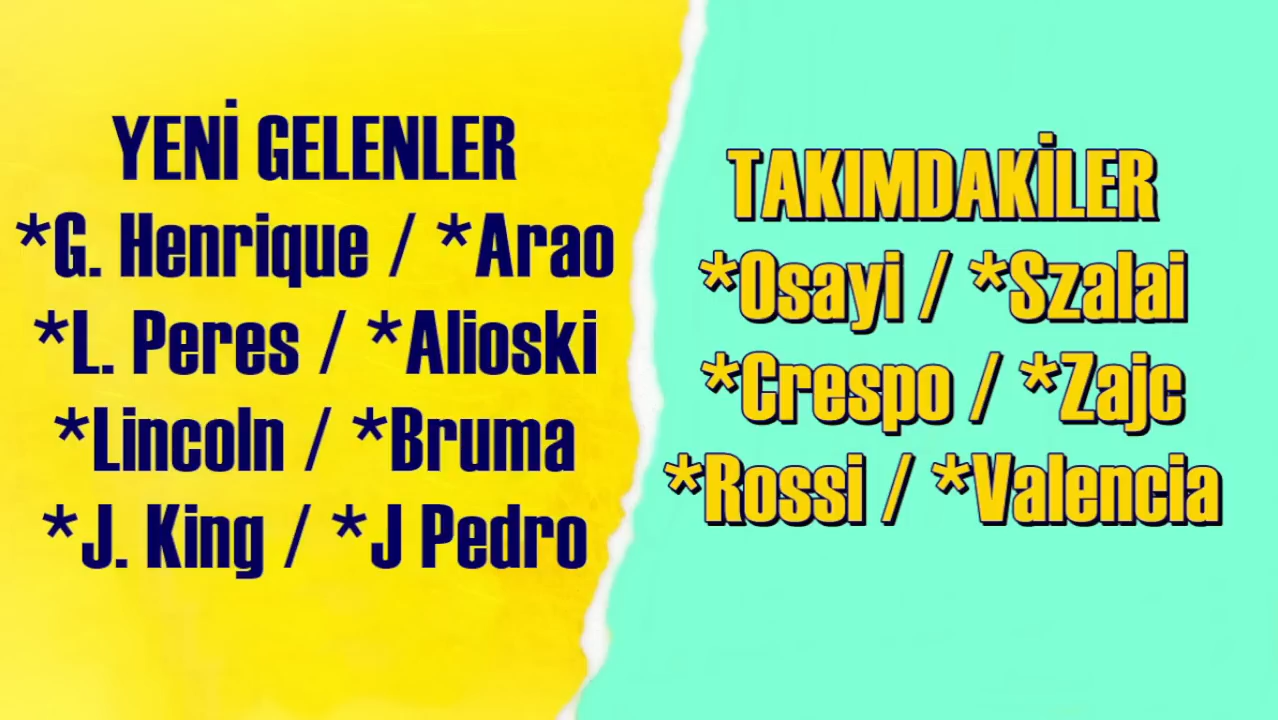 YENİ GELENLER
*G. Henrique / *Arao
*L. Peres / *Alioski
*Lincoln / *Bruma
*J. King / *J Pedro
TAKIMDAKİLER
*Osayi / *Szalai
*Crespo / *Zajc
*Rossi / *Valencia